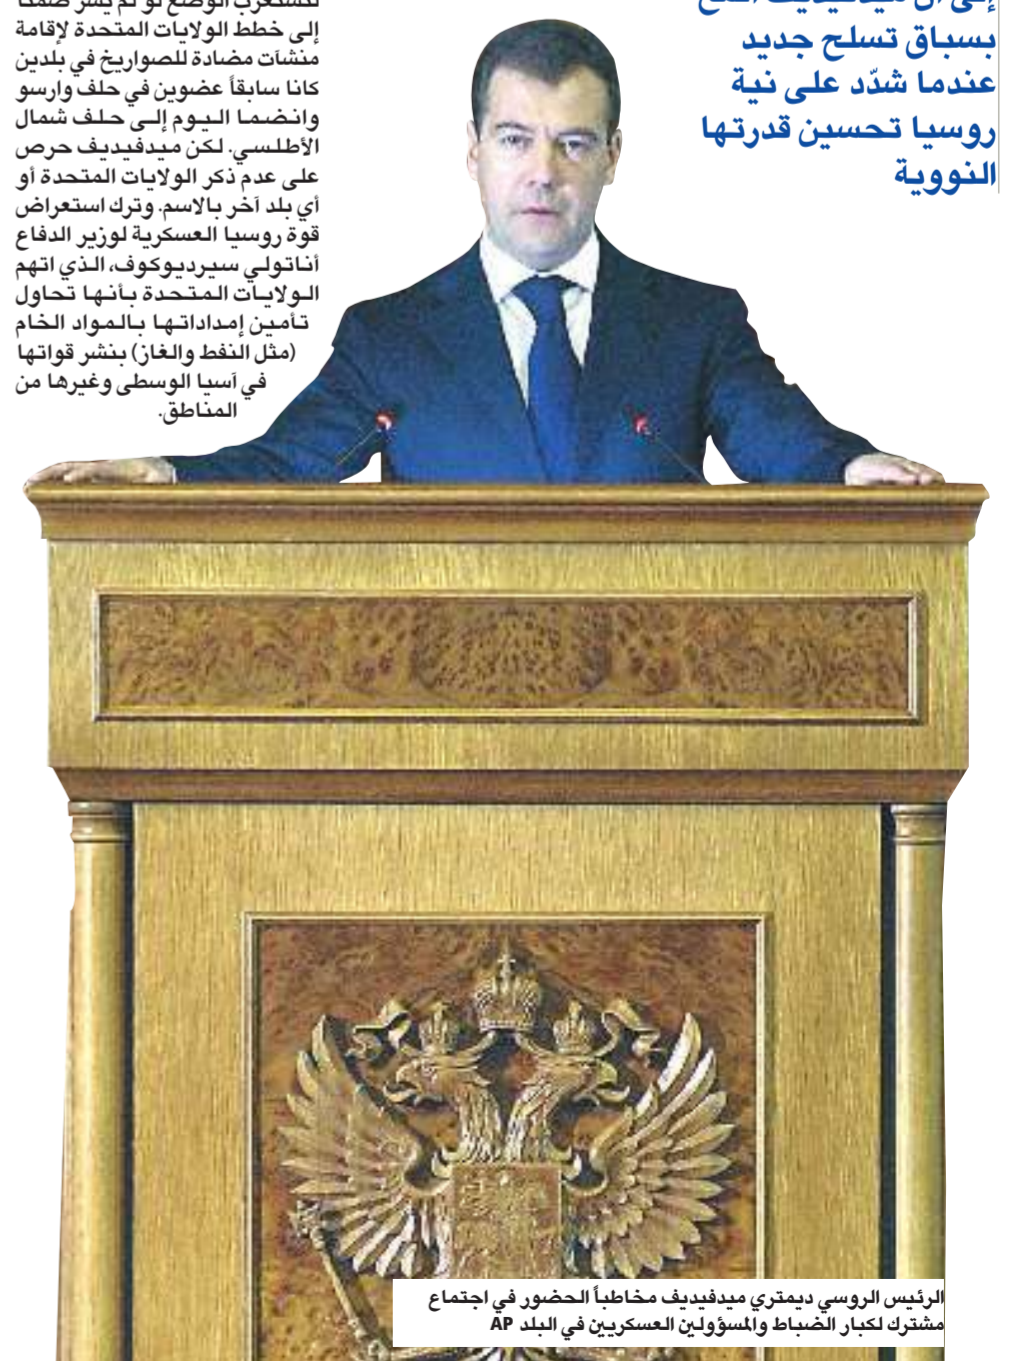 بسباق تسلح جديد
عندما شدّد على نية
روسيا تحسين قدرتها
النووية
إلى خطط الولايات المتحدة لإقامة
منشآت مضادة للصواريخ في بلدين
كانا سابقاً عضوين في حلف وارسو
وانضما اليوم إلى حلف شمال
الأطلسي. لكن ميدفيديف حرص
على عدم ذكر الولايات المتحدة أو
أي بلد آخر بالاسم. وترك استعراض
قوة روسيا العسكرية لوزير الدفاع
أناتولي سيرديوكوف، الذي اتهم
الولايات المتحدة بأنها تحاول
تأمين إمداداتها بالمواد الخام
(مثل النفط والغاز) بنشر قواتها
في آسيا الوسطى وغيرها من
المناطق.
الرئيس الروسي ديمتري ميدفيديف مخاطباً الحضور في اجتماع
مشترك لكبار الضباط والمسؤولين العسكريين في البلد AP